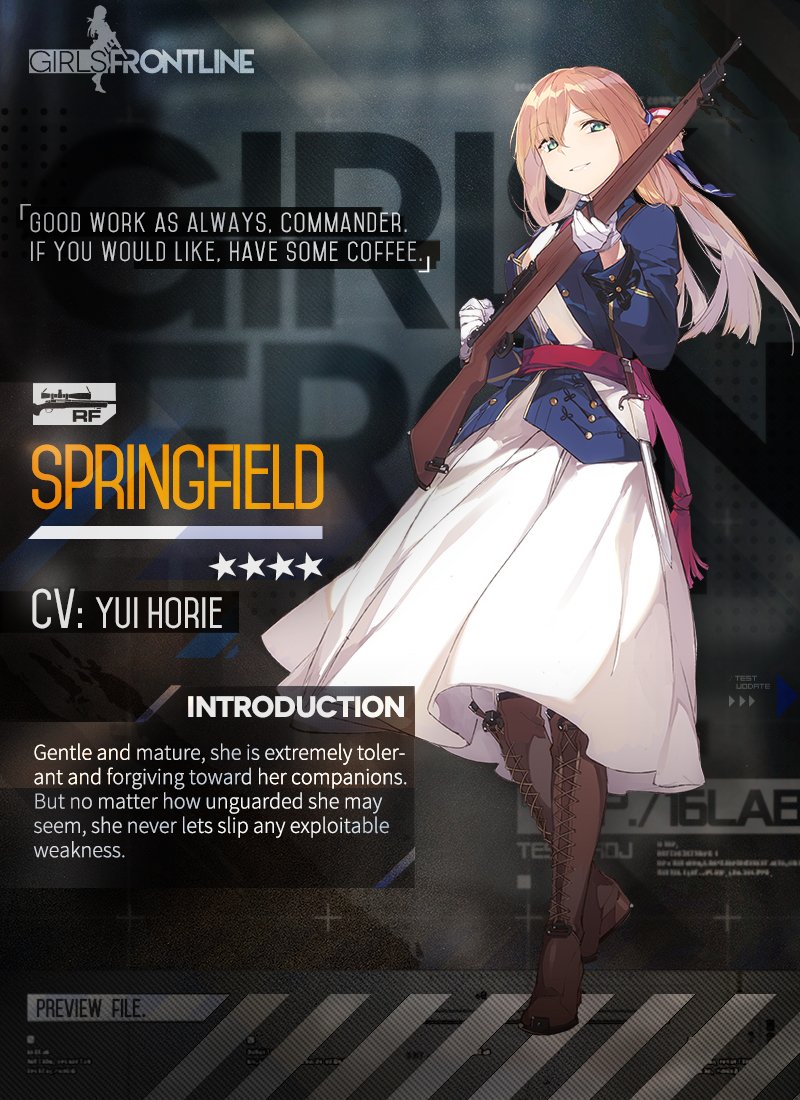 GIRLSFRONTLINE
GIRLS
FRON
「GOOD WORK AS ALWAYS, COMMANDER.
IF YOU WOULD LIKE, HAVE SOME COFFEE.」
RF
SPRINGFIELD
★★★★
CV: YUI HORIE
INTRODUCTION
Gentle and mature, she is extremely toler-
ant and forgiving toward her companions.
But no matter how unguarded she may
seem, she never lets slip any exploitable
weakness.
TEST
UPDATE
P./16LAB
PREVIEW FILE.